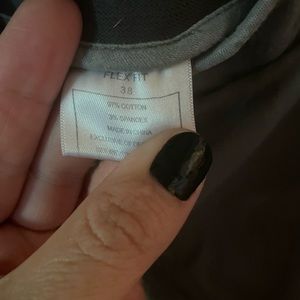 FLEX FIT
38
97% COTTON
3% SPANDEX
MADE IN CHINA
EXCLUSIVE OF